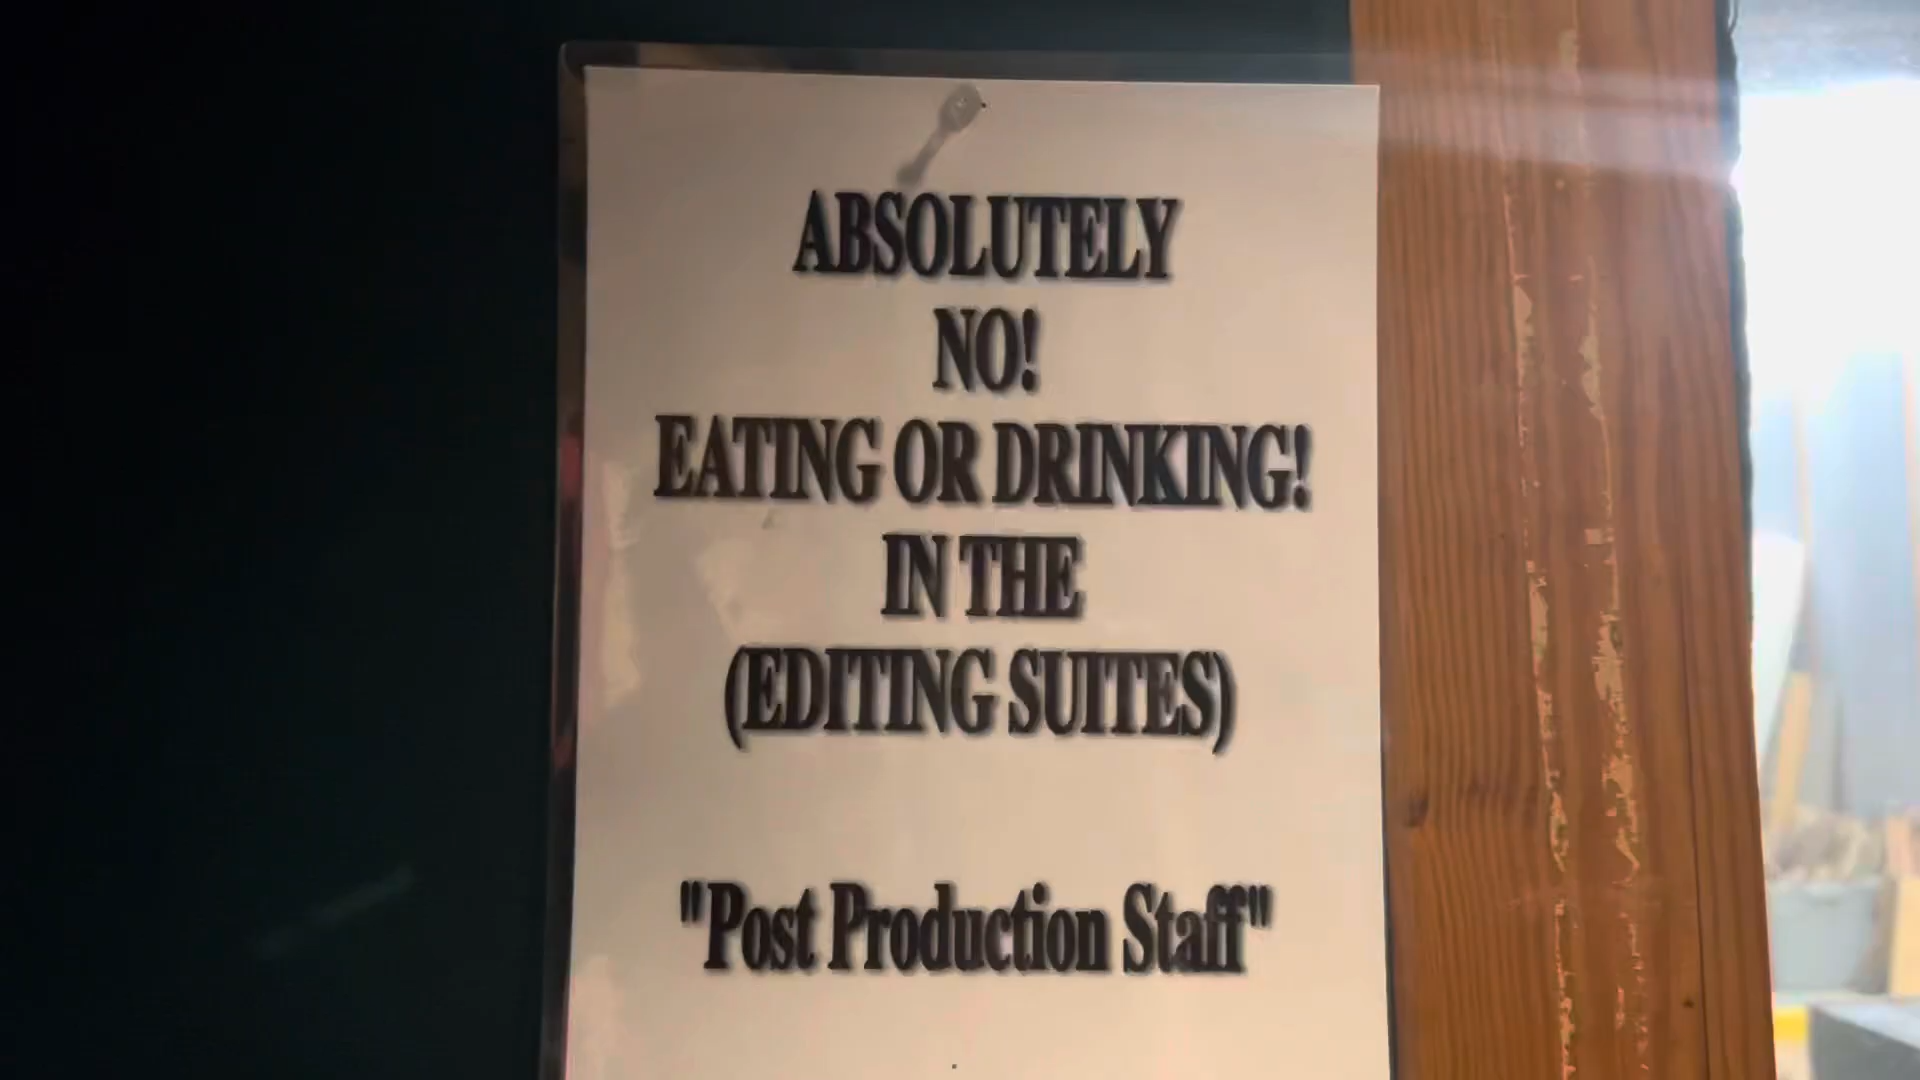 ABSOLUTELY
NO!
EATING OR DRINKING!
IN THE
(EDITING SUITES)
"Post Production Staff"